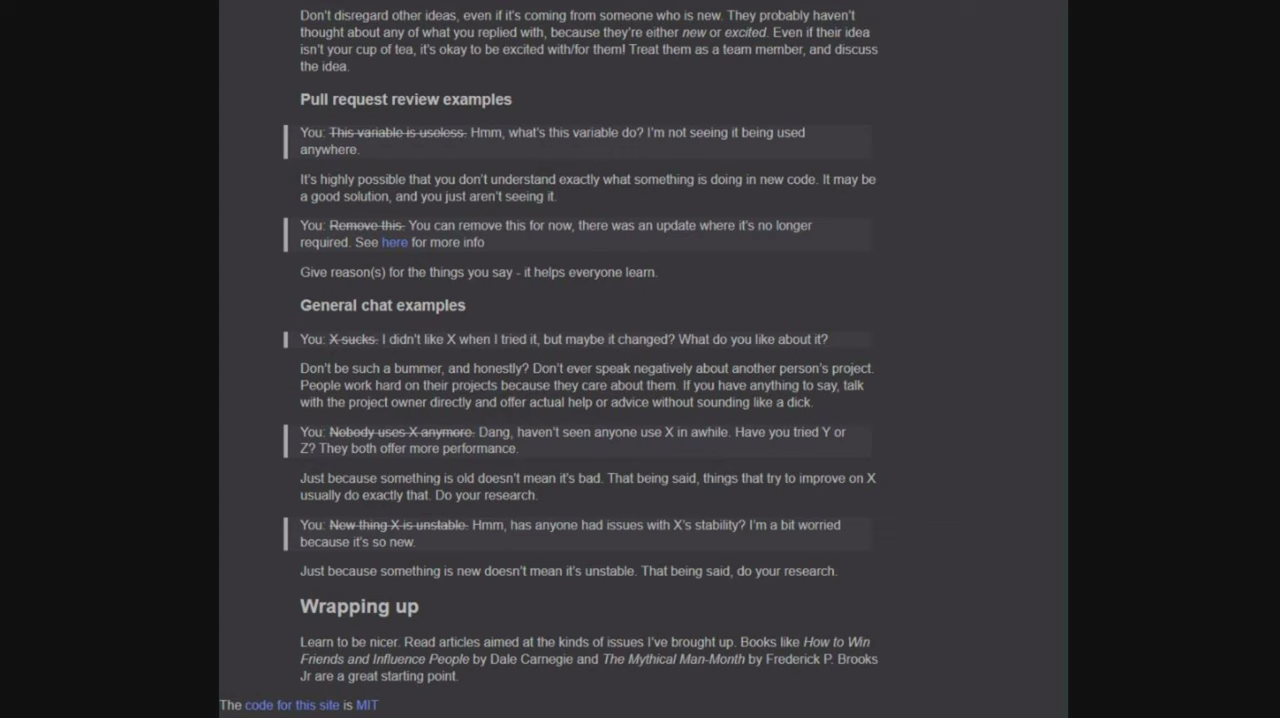 Don't disregard other ideas, even if it's coming from someone who is new. They probably haven't
thought about any of what you replied with, because they're either new or excited. Even if their idea
isn't your cup of tea, it's okay to be excited with/for them! Treat them as a team member, and discuss
the idea.
Pull request review examples
You: This variable is useless. Hmm, what's this variable do? I'm not seeing it being used
anywhere.
It's highly possible that you don't understand exactly what something is doing in new code. It may be
a good solution, and you just aren't seeing it.
You: Remove this. You can remove this for now, there was an update where it's no longer
required. See here for more info
Give reason(s) for the things you say - it helps everyone learn.
General chat examples
You: X sucks. I didn't like X when I tried it, but maybe it changed? What do you like about it?
Don't be such a bummer, and honestly? Don't ever speak negatively about another person's project.
People work hard on their projects because they care about them. If you have anything to say, talk
with the project owner directly and offer actual help or advice without sounding like a dick.
You: Nobody uses X anymore. Dang, haven't seen anyone use X in awhile. Have you tried Y or
Z? They both offer more performance.
Just because something is old doesn't mean it's bad. That being said, things that try to improve on X
usually do exactly that. Do your research.
You: New thing X is unstable. Hmm, has anyone had issues with X's stability? I'm a bit worried
because it's so new.
Just because something is new doesn't mean it's unstable. That being said, do your research.
Wrapping up
Learn to be nicer. Read articles aimed at the kinds of issues I've brought up. Books like How to Win
Friends and Influence People by Dale Carnegie and The Mythical Man-Month by Frederick P. Brooks
Jr are a great starting point.
The code for this site is MIT